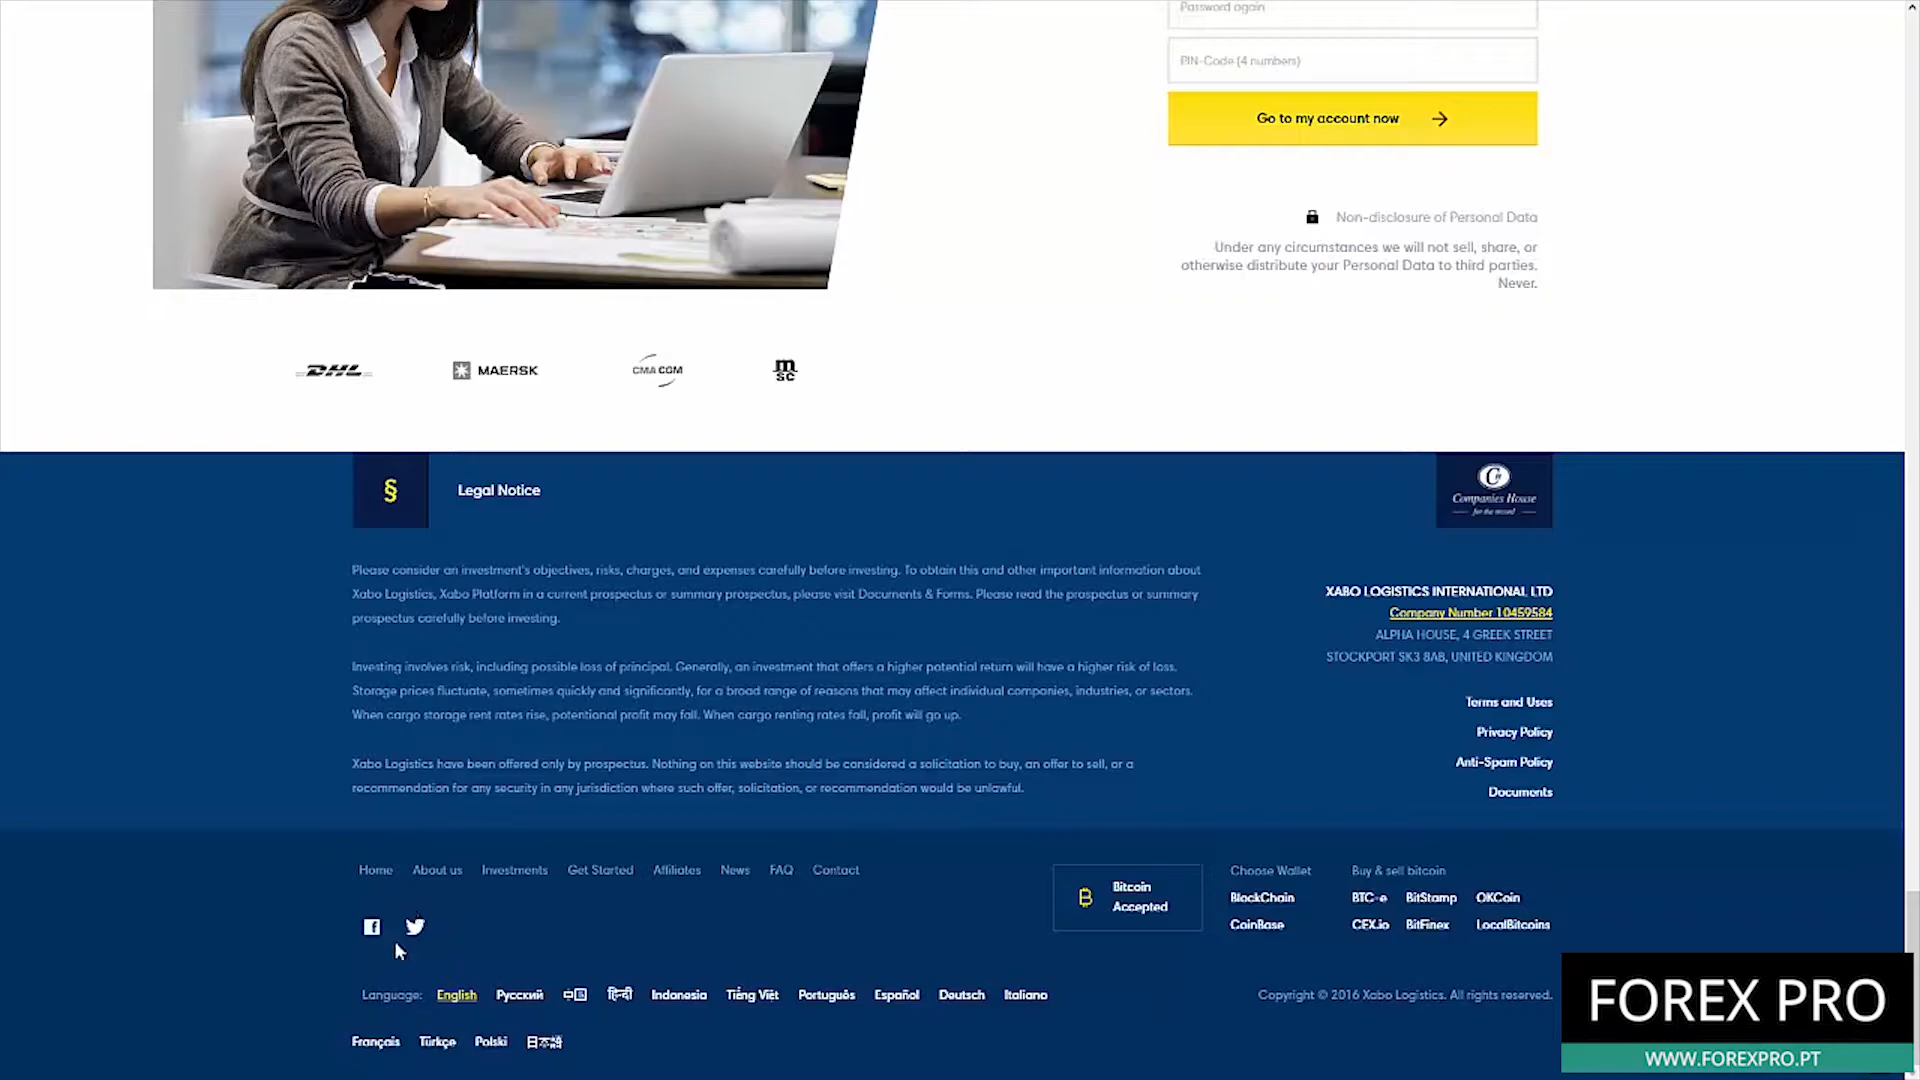 Password again
PIN-Code (4 numbers)
Go to my account now
Non-disclosure of Personal Data
Under any circumstances we will not sell, share, or
otherwise distribute your Personal Data to third parties.
Never.
DHL
MAERSK
CMA CGM
msc
§
Legal Notice
Companies House
for the record
Please consider an investment's objectives, risks, charges, and expenses carefully before investing. To obtain this and other important information about
Xabo Logistics, Xabo Platform in a current prospectus or summary prospectus, please visit Documents & Forms. Please read the prospectus or summary
prospectus carefully before investing.
Investing involves risk, including possible loss of principal. Generally, an investment that offers a higher potential return will have a higher risk of loss.
Storage prices fluctuate, sometimes quickly and significantly, for a broad range of reasons that may affect individual companies, industries, or sectors.
When cargo storage rent rates rise, potentional profit may fall. When cargo renting rates fall, profit will go up.
Xabo Logistics have been offered only by prospectus. Nothing on this website should be considered a solicitation to buy, an offer to sell, or a
recommendation for any security in any jurisdiction where such offer, solicitation, or recommendation would be unlawful.
XABO LOGISTICS INTERNATIONAL LTD
Company Number 10459584
ALPHA HOUSE, 4 GREEK STREET
STOCKPORT SK3 8AB, UNITED KINGDOM
Terms and Uses
Privacy Policy
Anti-Spam Policy
Documents
Home About us Investments Get Started Affiliates News FAQ Contact
Bitcoin
Accepted
Choose Wallet
BlockChain
CoinBase
Buy & sell bitcoin
BTC-e BitStamp OKCoin
CEX.io BitFinex LocalBitcoins
Language: English Русский 中国 हिन्दी Indonesia Tiếng Việt Português Español Deutsch Italiano
Français Türkçe Polski 日本語
Copyright © 2016 Xabo Logistics. All rights reserved.
FOREX PRO
WWW.FOREXPRO.PT